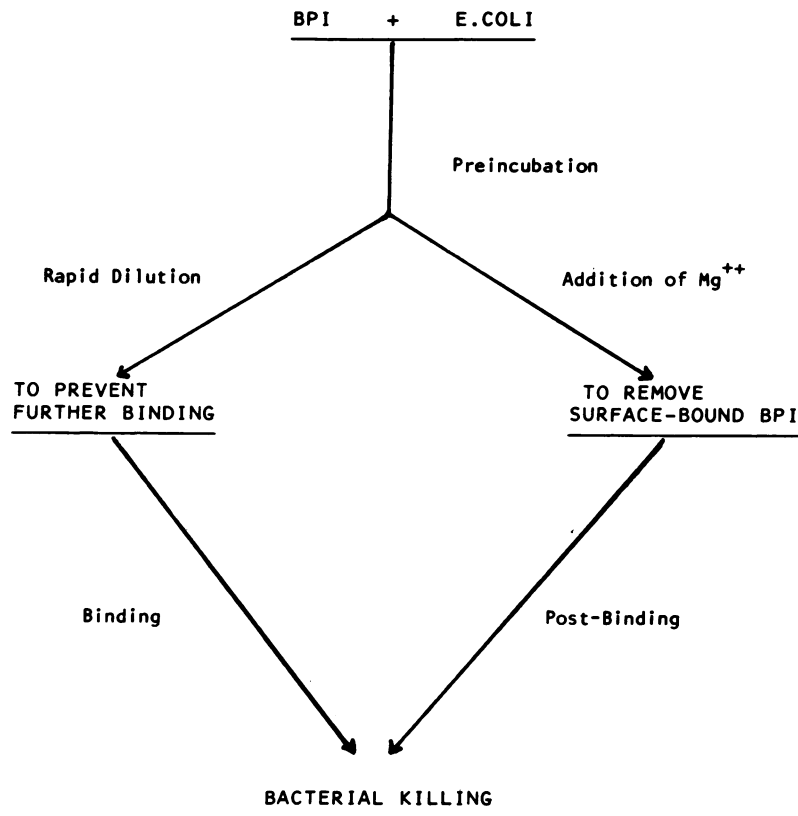 BPI + E.COLI
Preincubation
Rapid Dilution
Addition of Mg++
TO PREVENT
FURTHER BINDING
TO REMOVE
SURFACE-BOUND BPI
Binding
Post-Binding
BACTERIAL KILLING